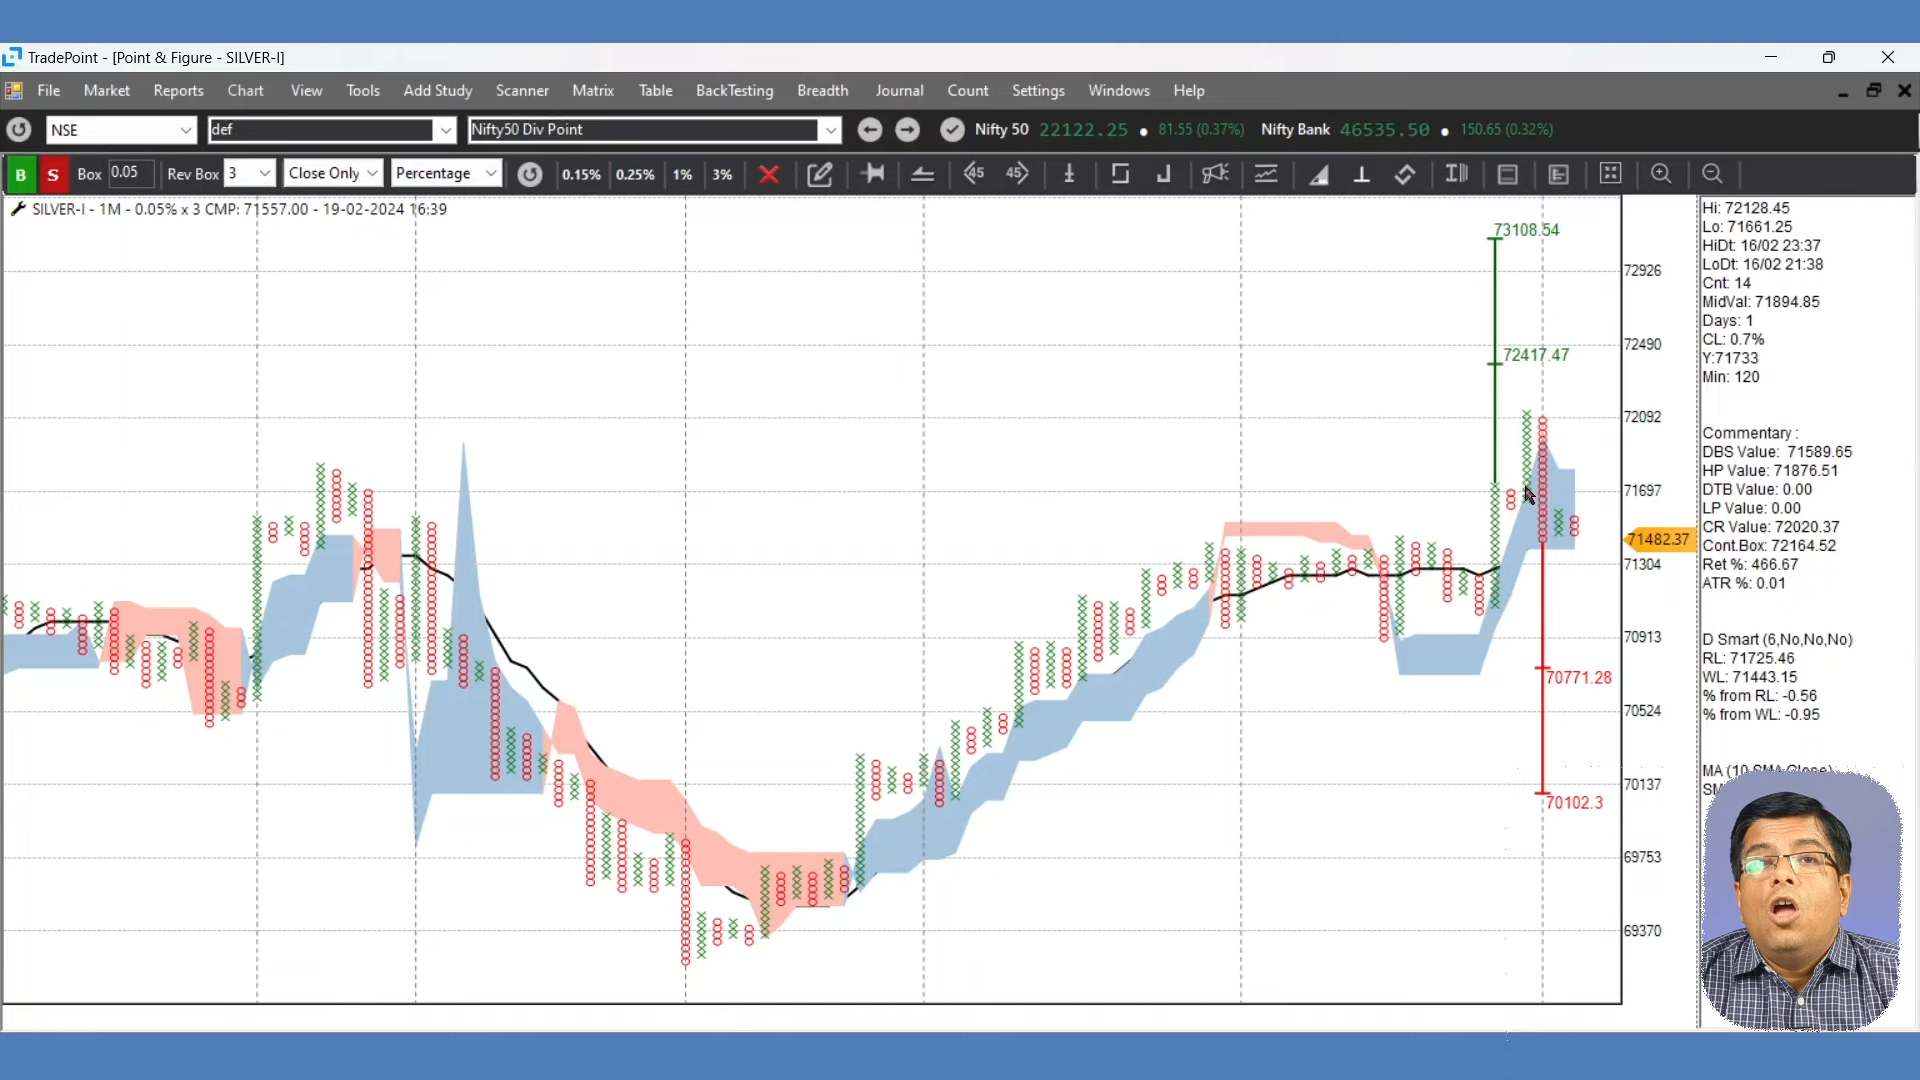 TradePoint - [Point & Figure - SILVER-I]
File Market Reports Chart View Tools Add Study Scanner Matrix Table BackTesting Breadth Journal Count Settings Windows Help
NSE def Nifty50 Div Point Nifty 50 22122.25 81.55 (0.37%) Nifty Bank 46535.50 150.65 (0.32%)
B S Box 0.05 Rev Box 3 Close Only Percentage 0.15% 0.25% 1% 3% 45 45
SILVER-I - 1M - 0.05% x 3 CMP: 71557.00 - 19-02-2024 16:39
73108.54
72417.47
70771.28
70102.3
72926
72490
72092
71697
71482.37
71304
70913
70524
70137
69753
69370
Hi: 72128.45
Lo: 71661.25
HiDt: 16/02 23:37
LoDt: 16/02 21:38
Cnt: 14
MidVal: 71894.85
Days: 1
CL: 0.7%
Y:71733
Min: 120
Commentary :
DBS Value: 71589.65
HP Value: 71876.51
DTB Value: 0.00
LP Value: 0.00
CR Value: 72020.37
Cont.Box: 72164.52
Ret %: 466.67
ATR %: 0.01
D Smart (6,No,No,No)
RL: 71725.46
WL: 71443.15
% from RL: -0.56
% from WL: -0.95
MA (10 SMA Close)